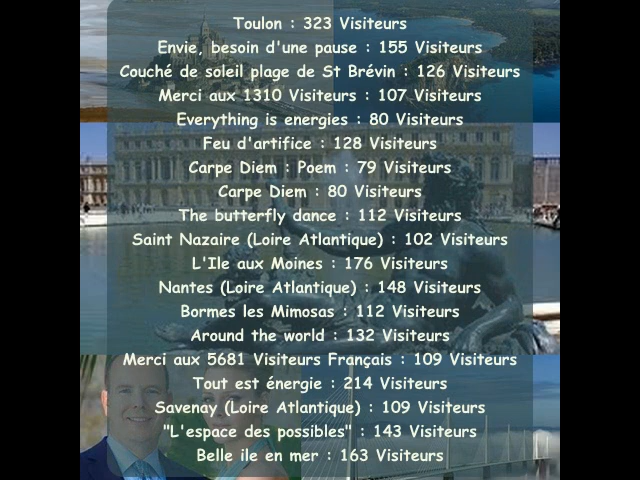 Toulon : 323 Visiteurs
Envie, besoin d'une pause : 155 Visiteurs
Couché de soleil plage de St Brévin : 126 Visiteurs
Merci aux 1310 Visiteurs : 107 Visiteurs
Everything is energies : 80 Visiteurs
Feu d'artifice : 128 Visiteurs
Carpe Diem : Poem : 79 Visiteurs
Carpe Diem : 80 Visiteurs
The butterfly dance : 112 Visiteurs
Saint Nazaire (Loire Atlantique) : 102 Visiteurs
L'Ile aux Moines : 176 Visiteurs
Nantes (Loire Atlantique) : 148 Visiteurs
Bormes les Mimosas : 112 Visiteurs
Around the world : 132 Visiteurs
Merci aux 5681 Visiteurs Français : 109 Visiteurs
Tout est énergie : 214 Visiteurs
Savenay (Loire Atlantique) : 109 Visiteurs
"L'espace des possibles" : 143 Visiteurs
Belle ile en mer : 163 Visiteurs